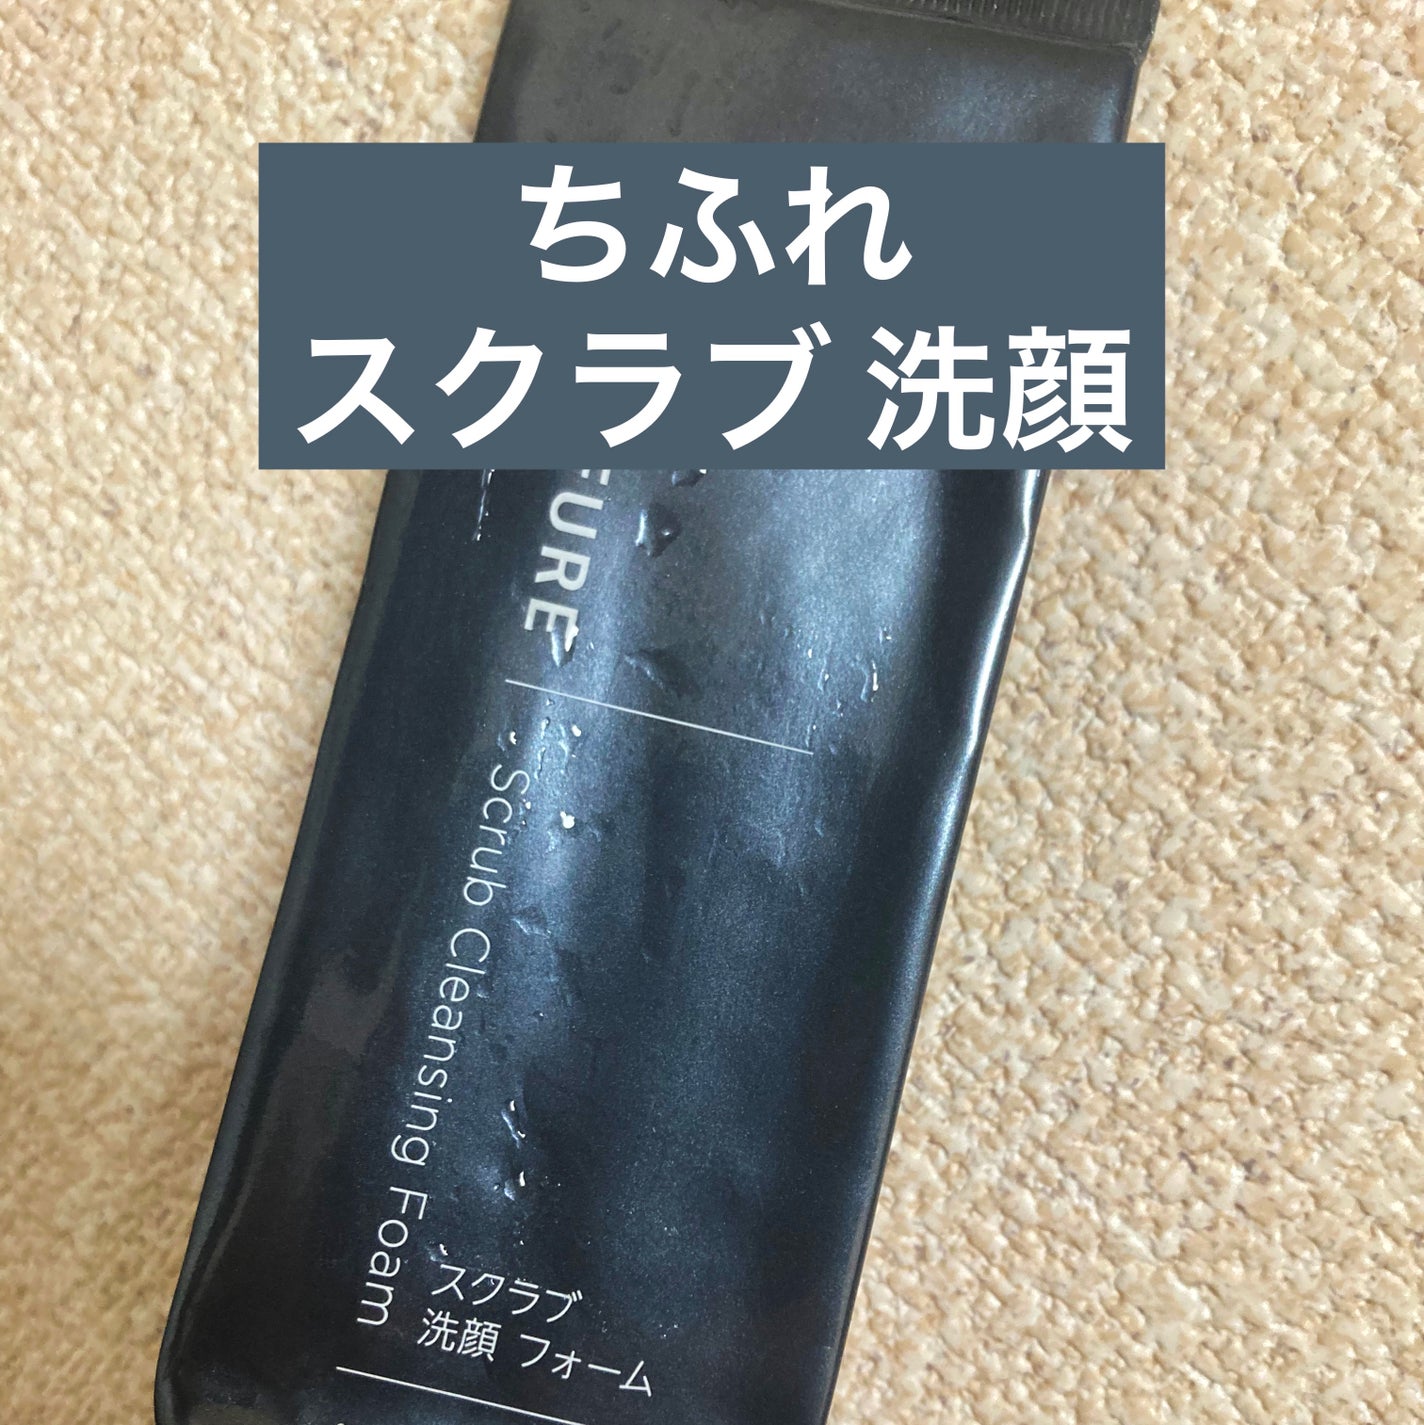 ちふれ
スクラブ 洗顔
FURE
Scrub Cleansing Foam
スクラブ
洗顔 フォーム